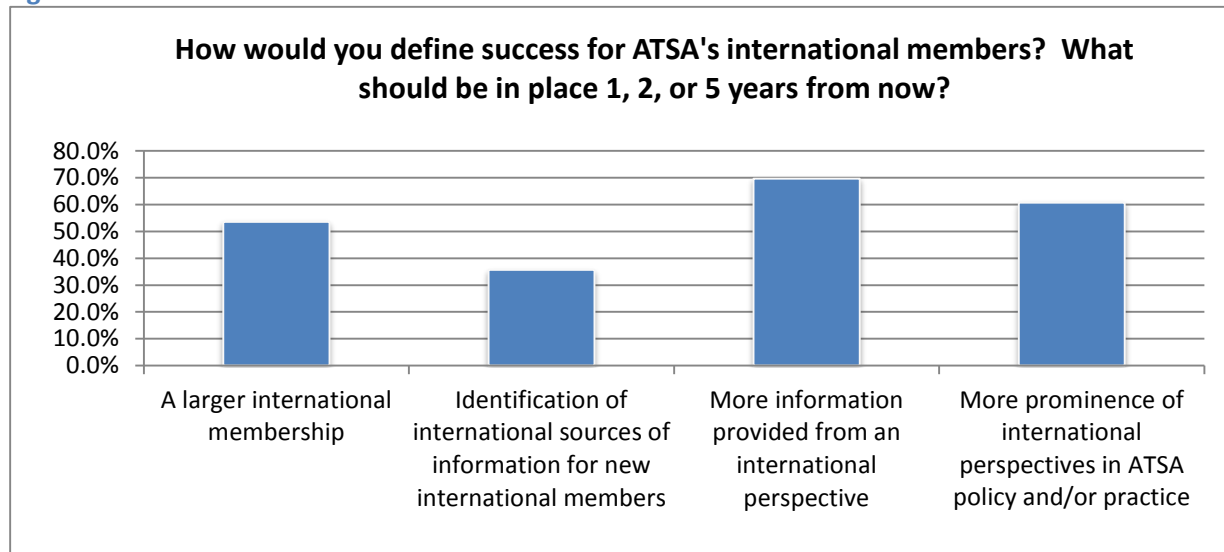 How would you define success for ATSA's international members?  What
should be in place 1, 2, or 5 years from now?
80.0%
70.0%
60.0%
50.0%
40.0%
30.0%
20.0%
10.0%
0.0%
A larger international
membership
Identification of
international sources of
information for new
international members
More information
provided from an
international
perspective
More prominence of
international
perspectives in ATSA
policy and/or practice